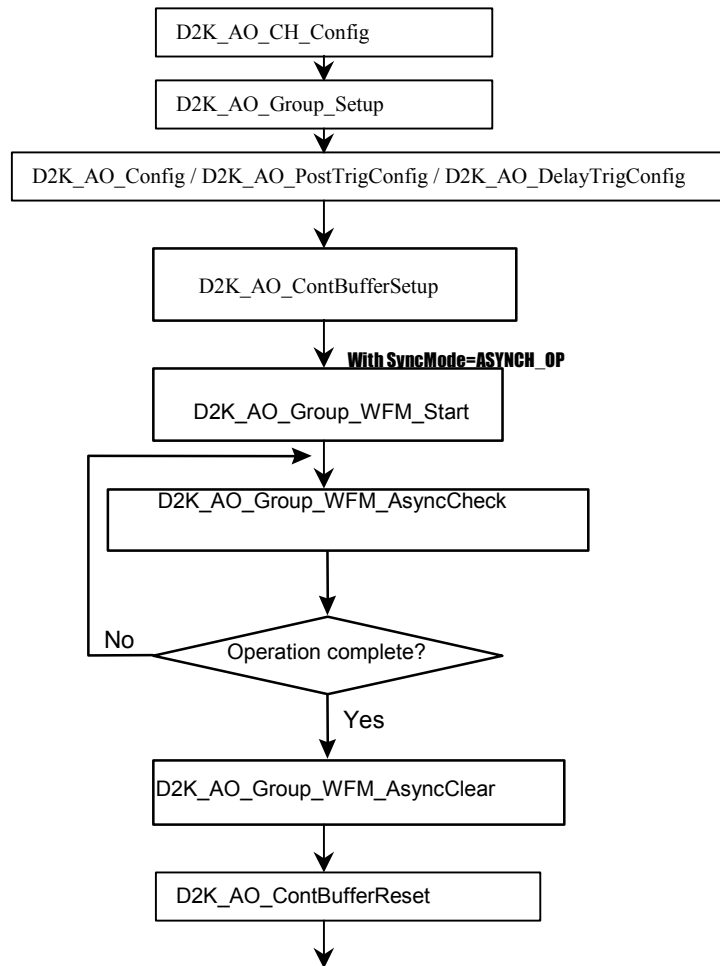 D2K_AO_CH_Config
D2K_AO_Group_Setup
D2K_AO_Config / D2K_AO_PostTrigConfig / D2K_AO_DelayTrigConfig
D2K_AO_ContBufferSetup
With SyncMode=ASYNCH_OP
D2K_AO_Group_WFM_Start
D2K_AO_Group_WFM_AsyncCheck
No
Operation complete?
Yes
D2K_AO_Group_WFM_AsyncClear
D2K_AO_ContBufferReset